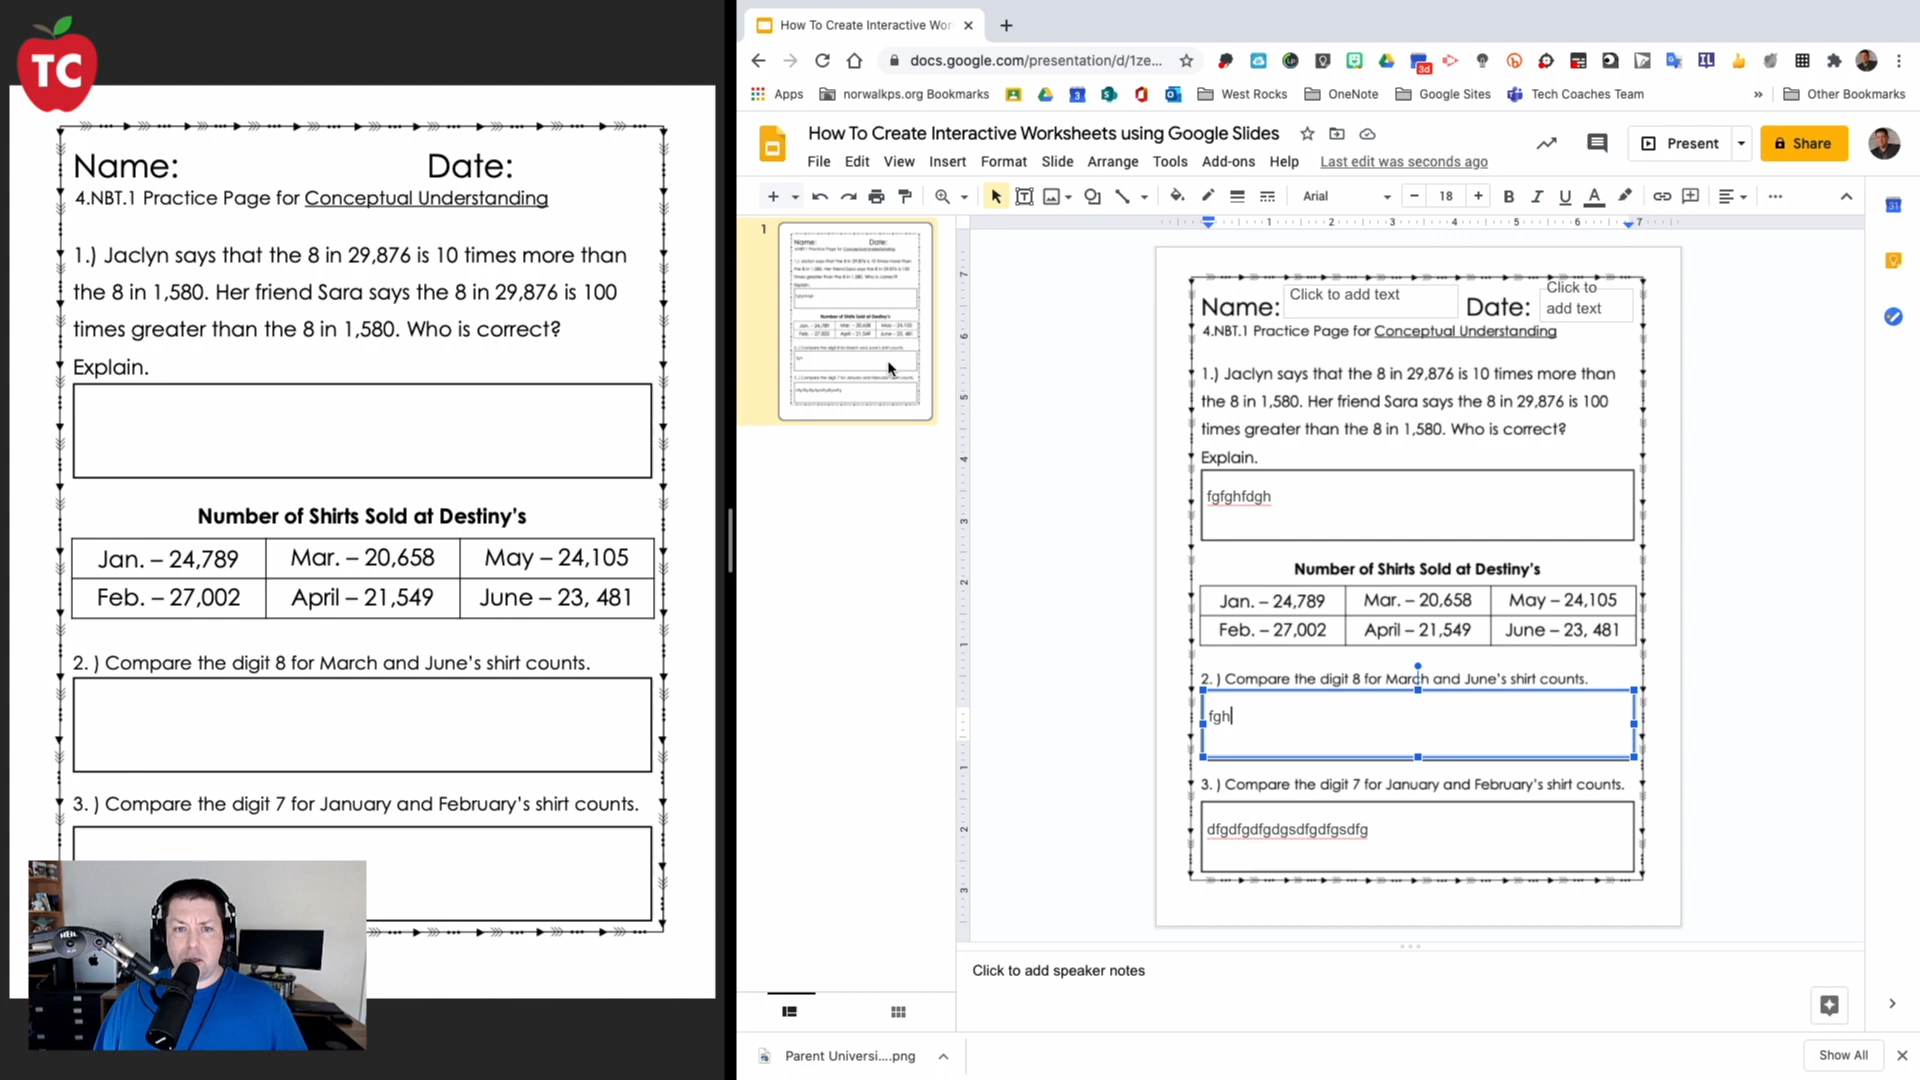 TC
Name: Date:
4.NBT.1 Practice Page for Conceptual Understanding
1.) Jaclyn says that the 8 in 29,876 is 10 times more than
the 8 in 1,580. Her friend Sara says the 8 in 29,876 is 100
times greater than the 8 in 1,580. Who is correct?
Explain.
Number of Shirts Sold at Destiny's
Jan. – 24,789 Mar. – 20,658 May – 24,105
Feb. – 27,002 April – 21,549 June – 23, 481
2. ) Compare the digit 8 for March and June's shirt counts.
3. ) Compare the digit 7 for January and February's shirt counts.
How To Create Interactive Wor
docs.google.com/presentation/d/1ze...
3d
Apps norwalkps.org Bookmarks West Rocks OneNote Google Sites Tech Coaches Team » Other Bookmarks
How To Create Interactive Worksheets using Google Slides
Present Share
File Edit View Insert Format Slide Arrange Tools Add-ons Help Last edit was seconds ago
Arial 18 B I U A
1 2 3 4 5 6 7
1
Name: Click to add text Date: Click to
add text
4.NBT.1 Practice Page for Conceptual Understanding
1.) Jaclyn says that the 8 in 29,876 is 10 times more than
the 8 in 1,580. Her friend Sara says the 8 in 29,876 is 100
times greater than the 8 in 1,580. Who is correct?
Explain.
fgfghfdgh
Number of Shirts Sold at Destiny's
Jan. – 24,789 Mar. – 20,658 May – 24,105
Feb. – 27,002 April – 21,549 June – 23, 481
2. ) Compare the digit 8 for March and June's shirt counts.
fgh
3. ) Compare the digit 7 for January and February's shirt counts.
dfgdfgdfgdgsdfgdfgsdfg
Click to add speaker notes
Parent Universi....png
Show All